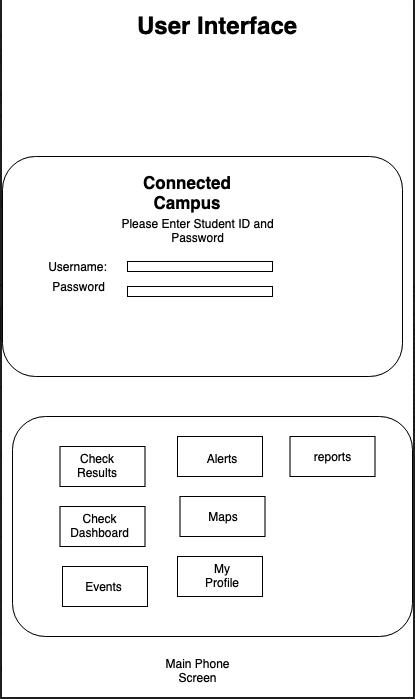 User Interface
Connected
Campus
Please Enter Student ID and
Password
Username:
Password
Check
Results
Alerts
reports
Check
Dashboard
Maps
Events
My
Profile
Main Phone
Screen